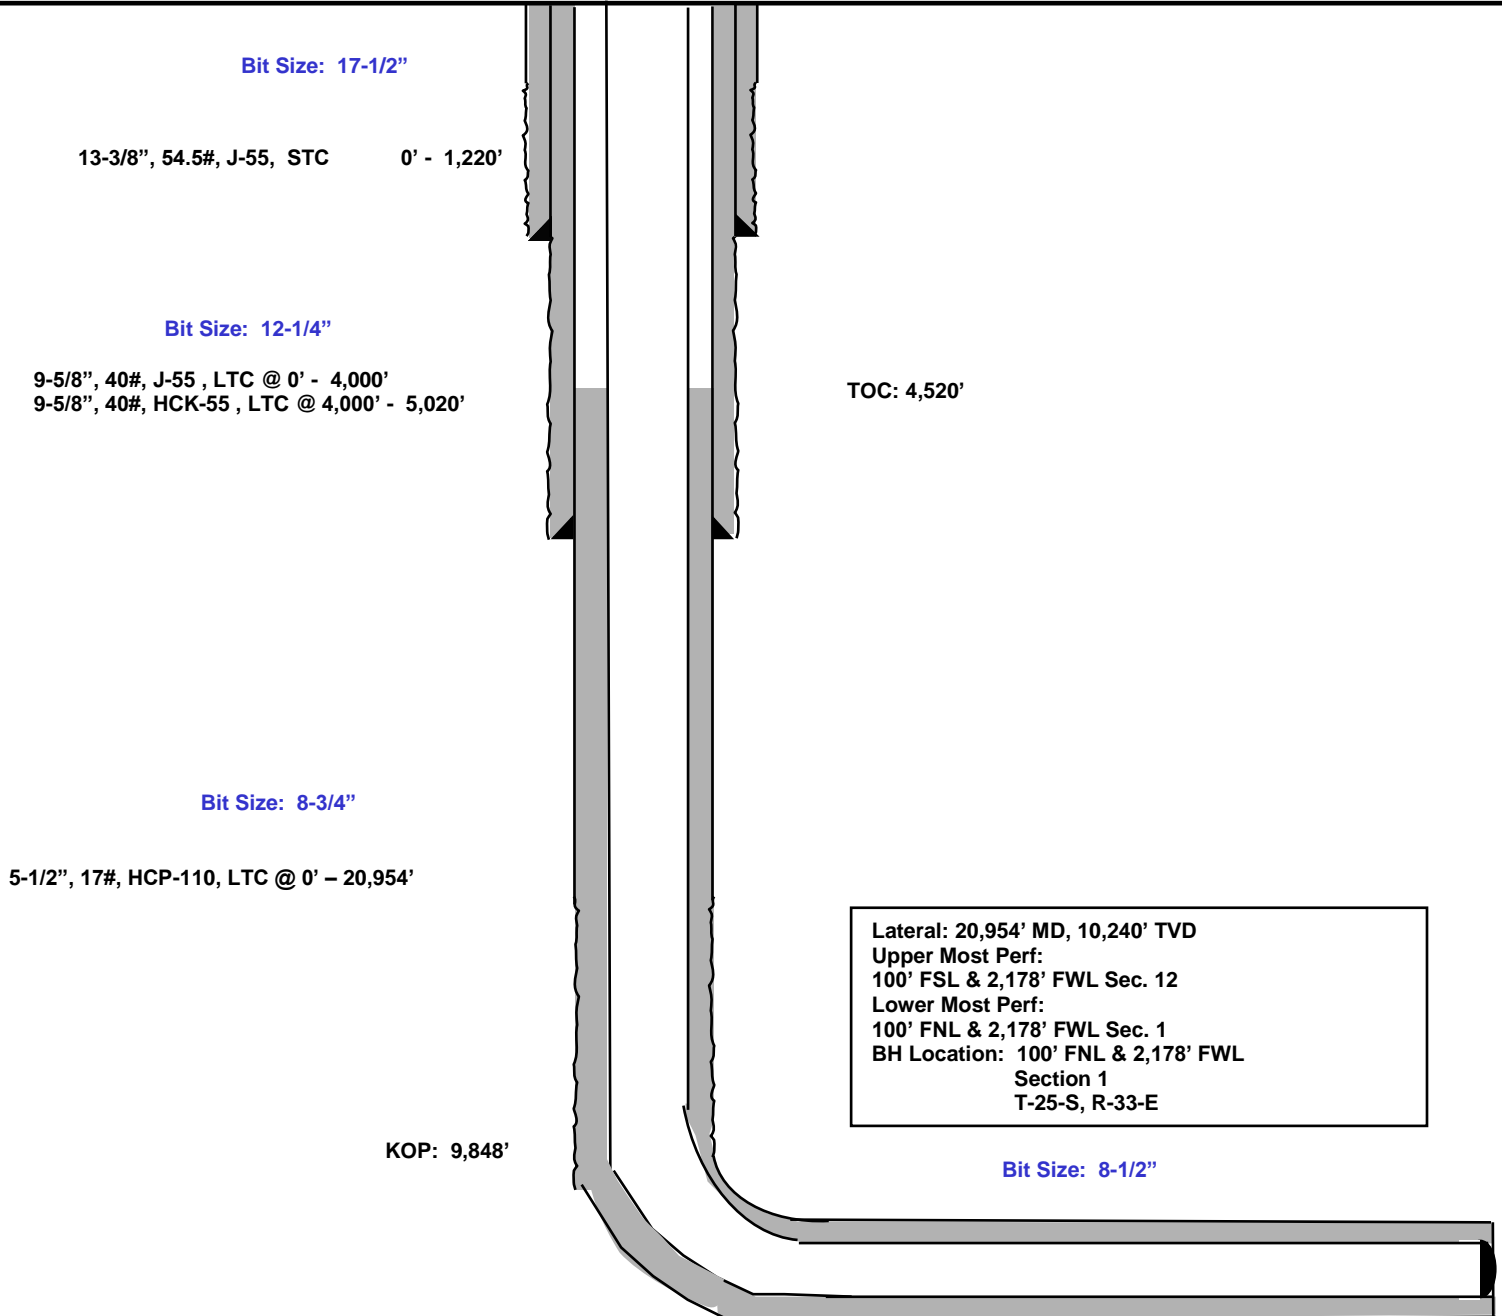 Bit Size: 17-1/2”
13-3/8”, 54.5#, J-55, STC 0’ - 1,220’
Bit Size: 12-1/4”
9-5/8”, 40#, J-55 , LTC @ 0’ - 4,000’
9-5/8”, 40#, HCK-55 , LTC @ 4,000’ - 5,020’
TOC: 4,520’
Bit Size: 8-3/4”
5-1/2”, 17#, HCP-110, LTC @ 0’ – 20,954’
Lateral: 20,954’ MD, 10,240’ TVD
Upper Most Perf:
100’ FSL & 2,178’ FWL Sec. 12
Lower Most Perf:
100’ FNL & 2,178’ FWL Sec. 1
BH Location: 100’ FNL & 2,178’ FWL
Section 1
T-25-S, R-33-E
KOP: 9,848’
Bit Size: 8-1/2”